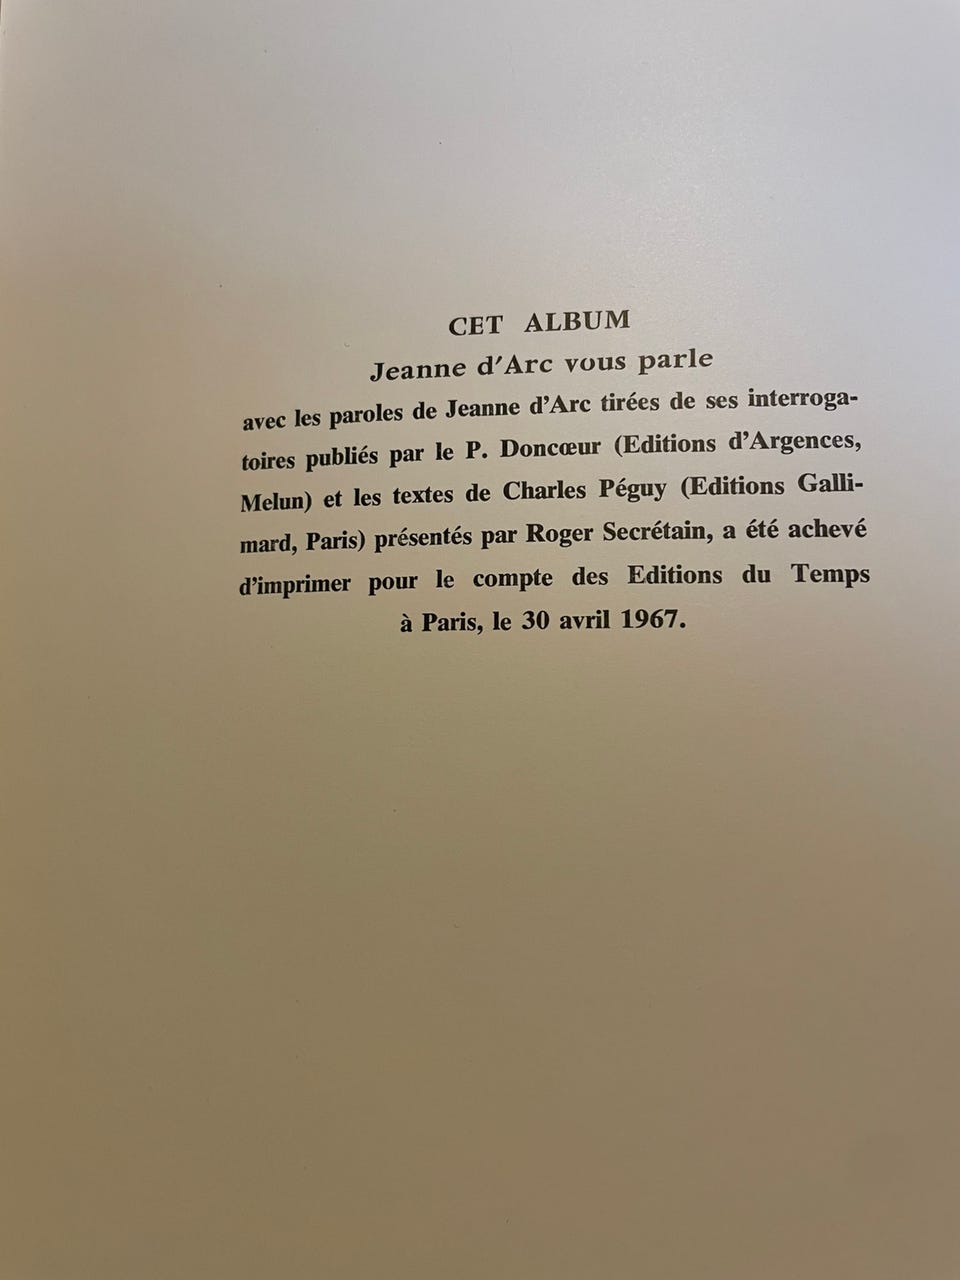 CET ALBUM
Jeanne d'Arc vous parle
avec les paroles de Jeanne d'Arc tirées de ses interroga-
toires publiés par le P. Doncœur (Editions d'Argences,
Melun) et les textes de Charles Péguy (Editions Galli-
mard, Paris) présentés par Roger Secrétain, a été achevé
d'imprimer pour le compte des Editions du Temps
à Paris, le 30 avril 1967.